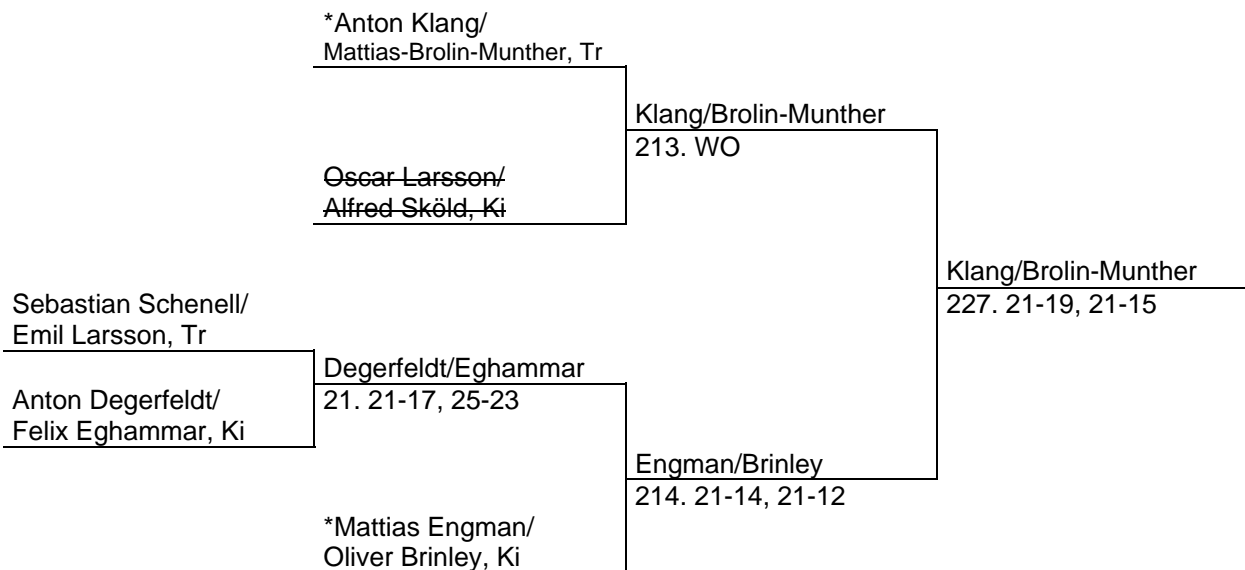 *Anton Klang/
Mattias-Brolin-Munther, Tr
Klang/Brolin-Munther
213. WO
Oscar Larsson/
Alfred Sköld, Ki
Klang/Brolin-Munther
227. 21-19, 21-15
Sebastian Schenell/
Emil Larsson, Tr
Degerfeldt/Eghammar
21. 21-17, 25-23
Anton Degerfeldt/
Felix Eghammar, Ki
Engman/Brinley
214. 21-14, 21-12
*Mattias Engman/
Oliver Brinley, Ki